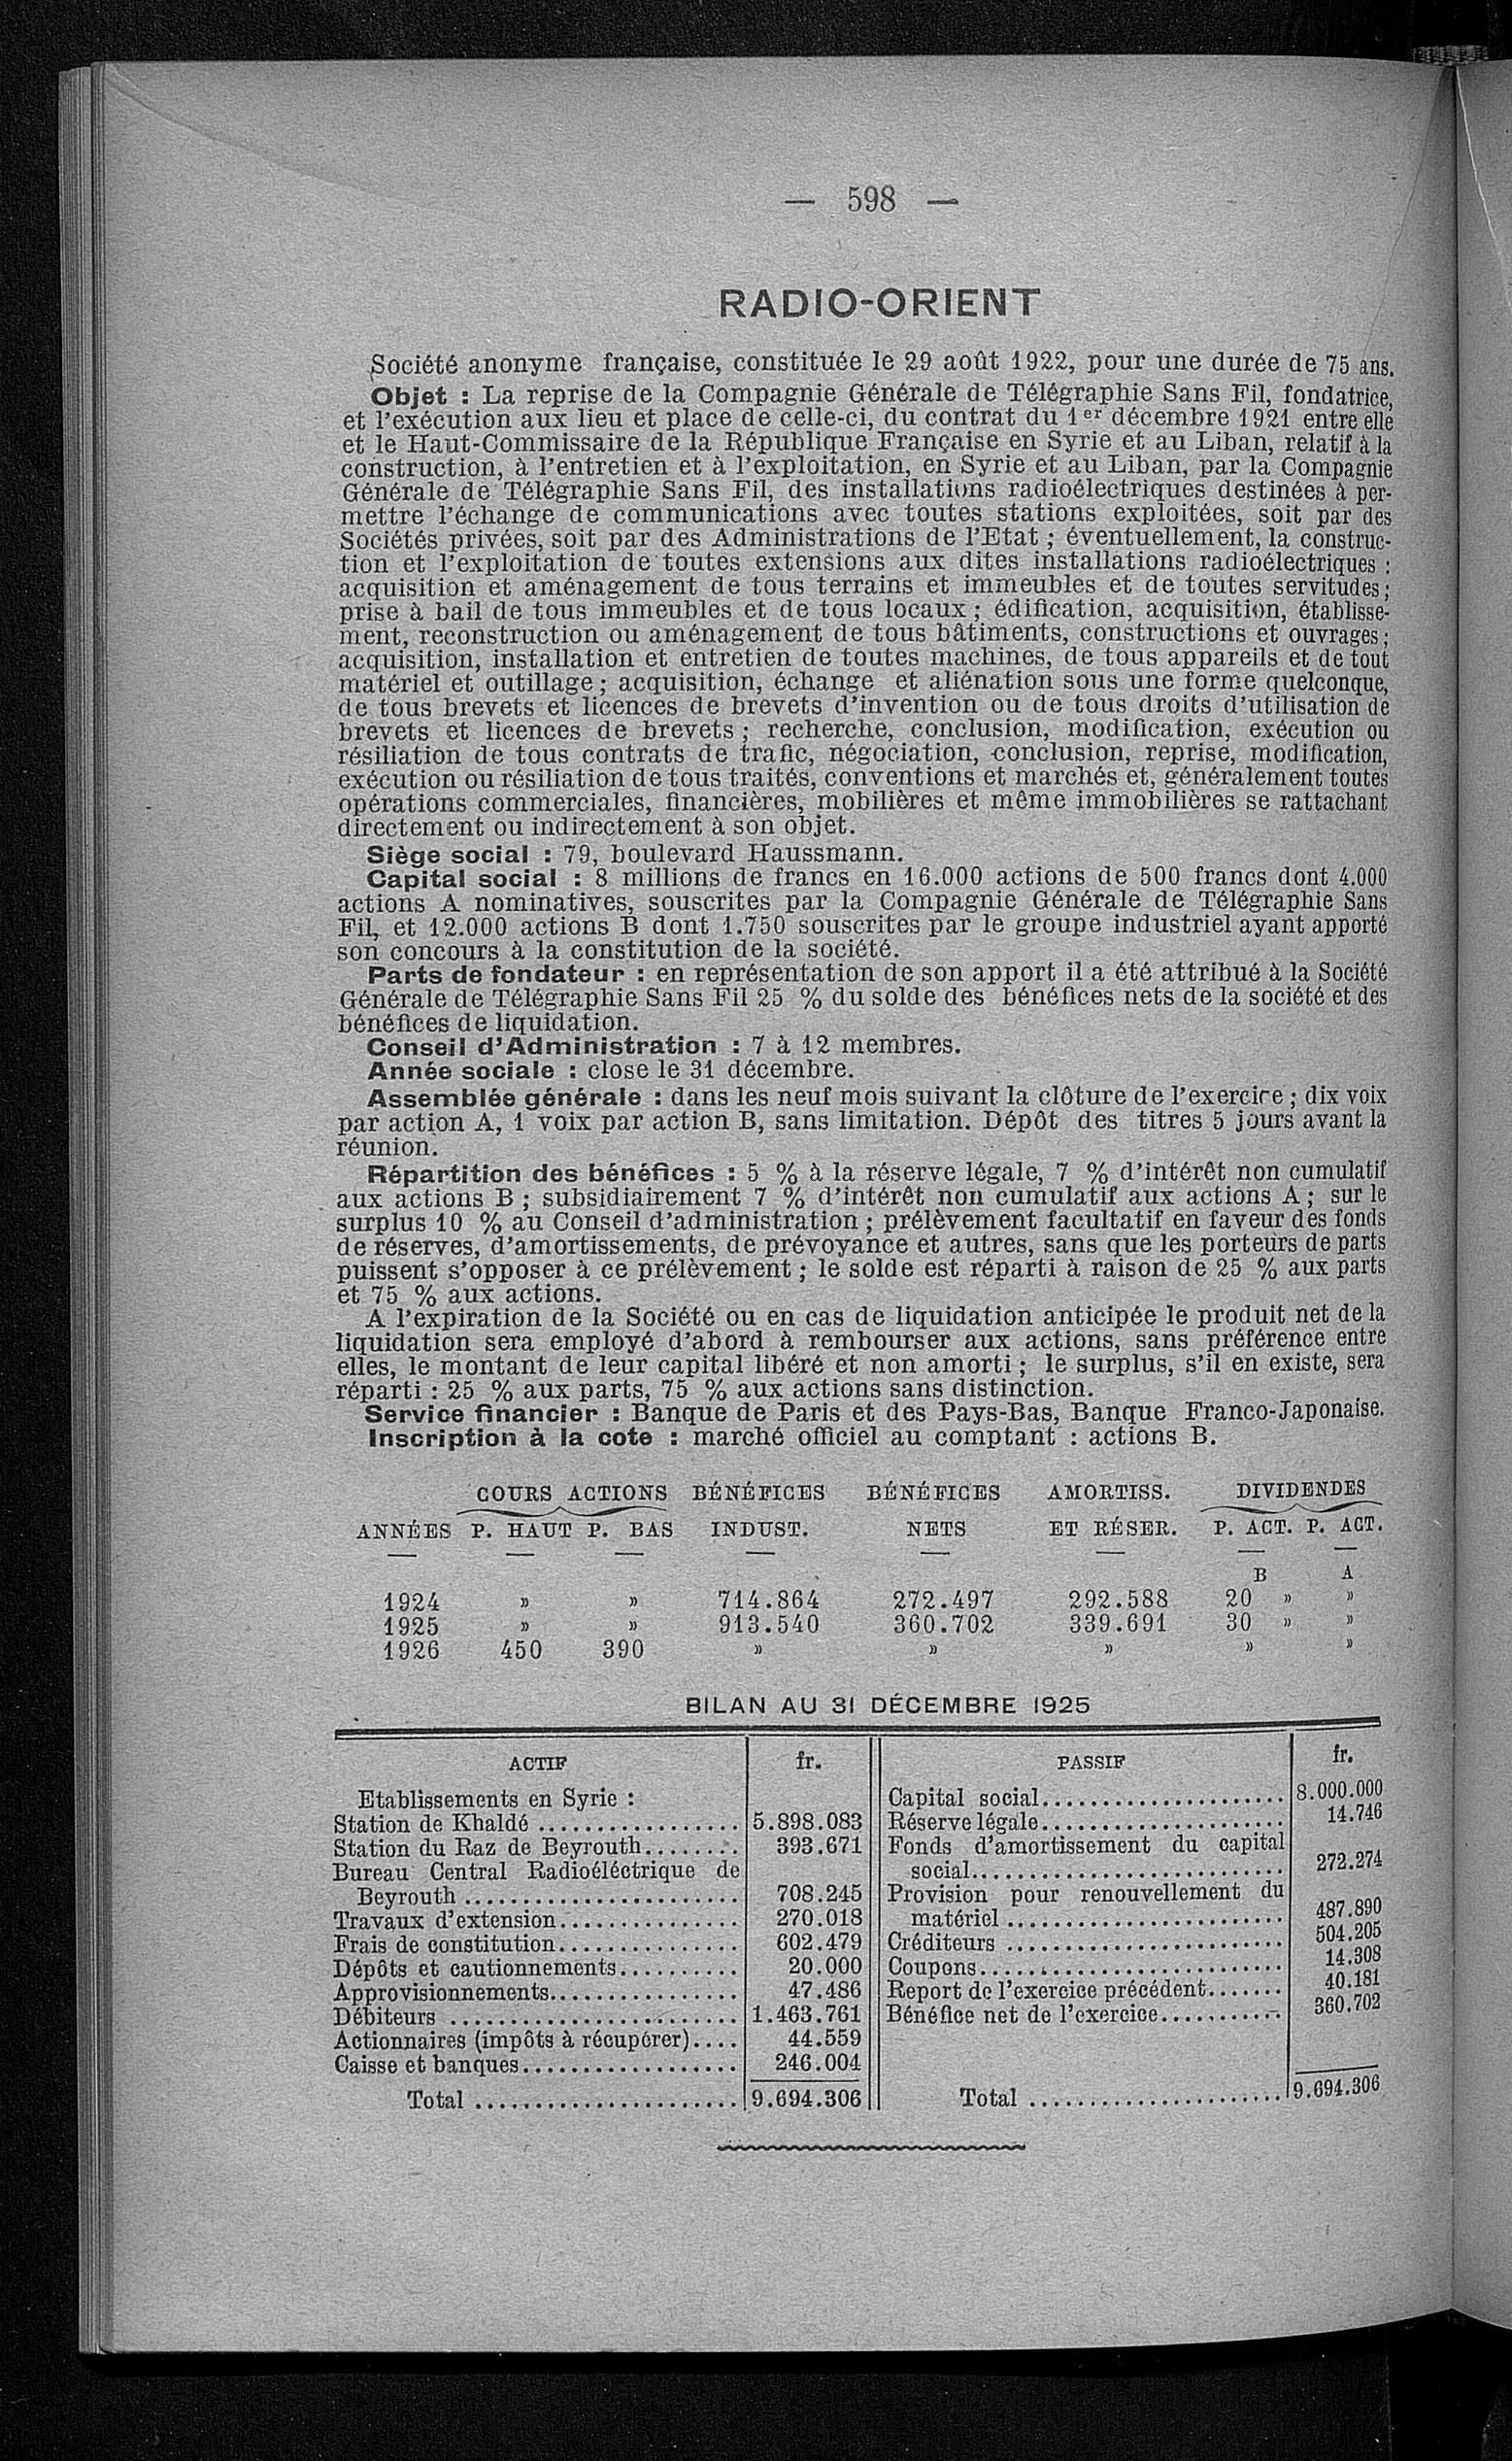 — 598 —
RADIO-ORIENT
Société anonyme française, constituée le 29 août 1922, pour une durée de 75 ans.
Objet : La reprise de la Compagnie Générale de Télégraphie Sans Fil, fondatrice,
et l'exécution aux lieu et place de celle-ci, du contrat du 1er décembre 1921 entre elle
et le Haut-Commissaire de la République Française en Syrie et au Liban, relatif à la
construction, à l'entretien et à l'exploitation, en Syrie et au Liban, par la Compagnie
Générale de Télégraphie Sans Fil, des installations radioélectriques destinées à per-
mettre l'échange de communications avec toutes stations exploitées, soit par des
Sociétés privées, soit par des Administrations de l'Etat ; éventuellement, la construc-
tion et l'exploitation de toutes extensions aux dites installations radioélectriques :
acquisition et aménagement de tous terrains et immeubles et de toutes servitudes ;
prise à bail de tous immeubles et de tous locaux ; édification, acquisition, établisse-
ment, reconstruction ou aménagement de tous bâtiments, constructions et ouvrages ;
acquisition, installation et entretien de toutes machines, de tous appareils et de tout
matériel et outillage ; acquisition, échange et aliénation sous une forme quelconque,
de tous brevets et licences de brevets d'invention ou de tous droits d'utilisation de
brevets et licences de brevets ; recherche, conclusion, modification, exécution ou
résiliation de tous contrats de trafic, négociation, conclusion, reprise, modification,
exécution ou résiliation de tous traités, conventions et marchés et, généralement toutes
opérations commerciales, financières, mobilières et même immobilières se rattachant
directement ou indirectement à son objet.
Siège social : 79, boulevard Haussmann.
Capital social : 8 millions de francs en 16.000 actions de 500 francs dont 4.000
actions A nominatives, souscrites par la Compagnie Générale de Télégraphie Sans
Fil, et 12.000 actions B dont 1.750 souscrites par le groupe industriel ayant apporté
son concours à la constitution de la société.
Parts de fondateur : en représentation de son apport il a été attribué à la Société
Générale de Télégraphie Sans Fil 25 % du solde des bénéfices nets de la société et des
bénéfices de liquidation.
Conseil d'Administration : 7 à 12 membres.
Année sociale : close le 31 décembre.
Assemblée générale : dans les neuf mois suivant la clôture de l'exercice ; dix voix
par action A, 1 voix par action B, sans limitation. Dépôt des titres 5 jours avant la
réunion.
Répartition des bénéfices : 5 % à la réserve légale, 7 % d'intérêt non cumulatif
aux actions B ; subsidiairement 7 % d'intérêt non cumulatif aux actions A ; sur le
surplus 10 % au Conseil d'administration ; prélèvement facultatif en faveur des fonds
de réserves, d'amortissements, de prévoyance et autres, sans que les porteurs de parts
puissent s'opposer à ce prélèvement ; le solde est réparti à raison de 25 % aux parts
et 75 % aux actions.
A l'expiration de la Société ou en cas de liquidation anticipée le produit net de la
liquidation sera employé d'abord à rembourser aux actions, sans préférence entre
elles, le montant de leur capital libéré et non amorti ; le surplus, s'il en existe, sera
réparti : 25 % aux parts, 75 % aux actions sans distinction.
Service financier : Banque de Paris et des Pays-Bas, Banque Franco-Japonaise.
Inscription à la cote : marché officiel au comptant : actions B.
COURS ACTIONS BÉNÉFICES BÉNÉFICES AMORTISS. DIVIDENDES
ANNÉES P. HAUT P. BAS INDUST. NETS ET RÉSER. P. ACT. P. ACT.
B A
1924 » » 714.864 272.497 292.588 20 » »
1925 » » 913.540 360.702 339.691 30 » »
1926 450 390 » » » » »
BILAN AU 31 DÉCEMBRE 1925
ACTIF fr. PASSIF fr.
Etablissements en Syrie : Capital social..................... 8.000.000
Station de Khaldé ................. 5.898.083 Réserve légale..................... 14.746
Station du Raz de Beyrouth........ 393.671 Fonds d'amortissement du capital
Bureau Central Radioéléctrique de social.......................... 272.274
Beyrouth ....................... 708.245 Provision pour renouvellement du
Travaux d'extension............... 270.018 matériel ....................... 487.890
Frais de constitution............... 602.479 Créditeurs ....................... 504.205
Dépôts et cautionnements.......... 20.000 Coupons.......................... 14.308
Approvisionnements................ 47.486 Report de l'exercice précédent....... 40.181
Débiteurs ........................ 1.463.761 Bénéfice net de l'exercice........... 360.702
Actionnaires (impôts à récupérer).... 44.559
Caisse et banques.................. 246.004
Total ...................... 9.694.306 Total ..................... 9.694.306